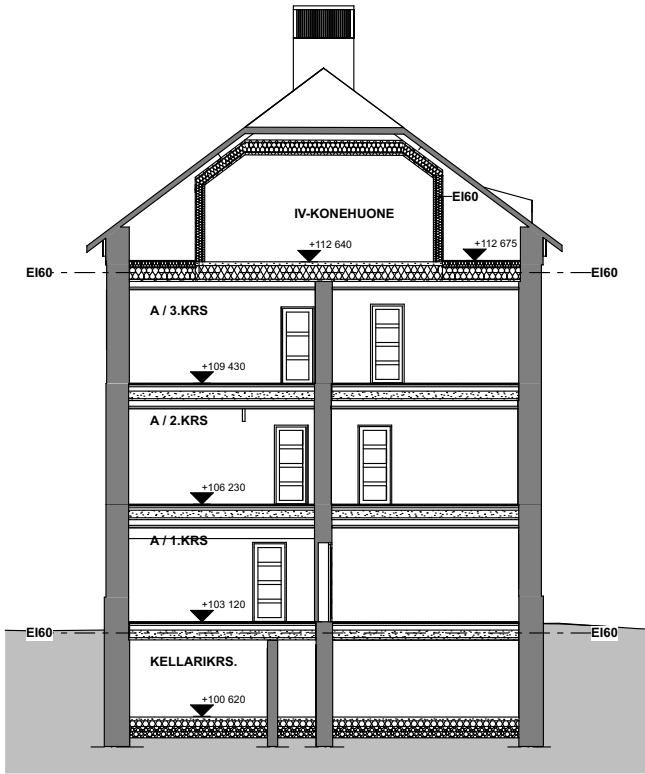 EI60
IV-KONEHUONE
+112 640
+112 675
EI60
EI60
A / 3.KRS
+109 430
A / 2.KRS
+106 230
A / 1.KRS
+103 120
EI60
EI60
KELLARIKRS.
+100 620